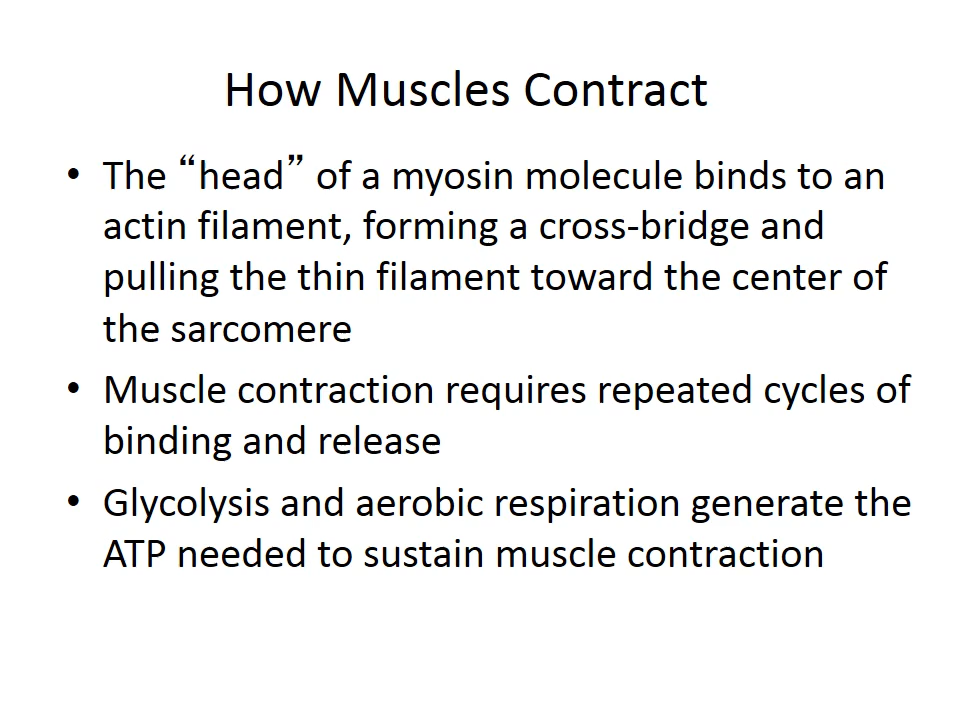 How Muscles Contract
• The “head” of a myosin molecule binds to an
actin filament, forming a cross-bridge and
pulling the thin filament toward the center of
the sarcomere
• Muscle contraction requires repeated cycles of
binding and release
• Glycolysis and aerobic respiration generate the
ATP needed to sustain muscle contraction